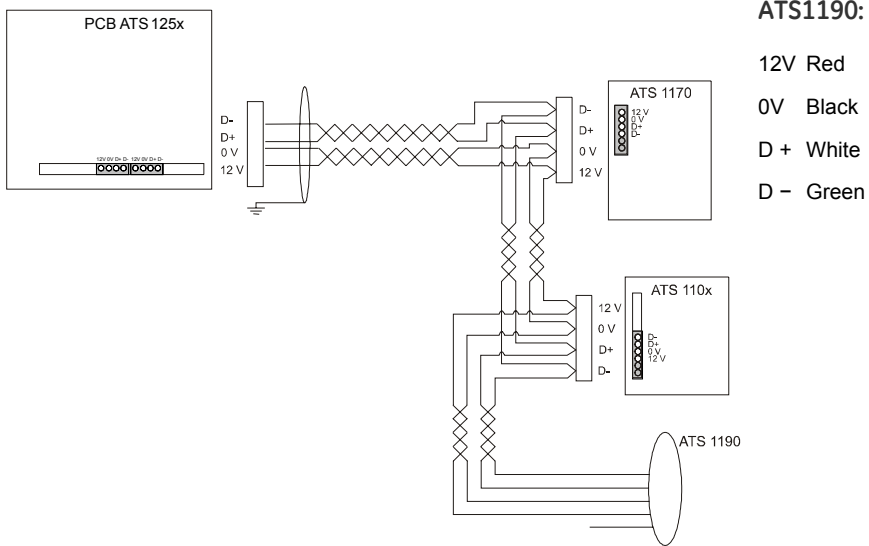 PCB ATS 125x
12V 0V D+ D- 12V 0V D+ D-
D-
D+
0 V
12 V
D-
D+
0 V
12 V
ATS 1170
12 V
0 V
D+
D-
ATS1190:
12V Red
0V Black
D + White
D − Green
12 V
0 V
D+
D-
ATS 110x
D-
D+
0 V
12 V
ATS 1190